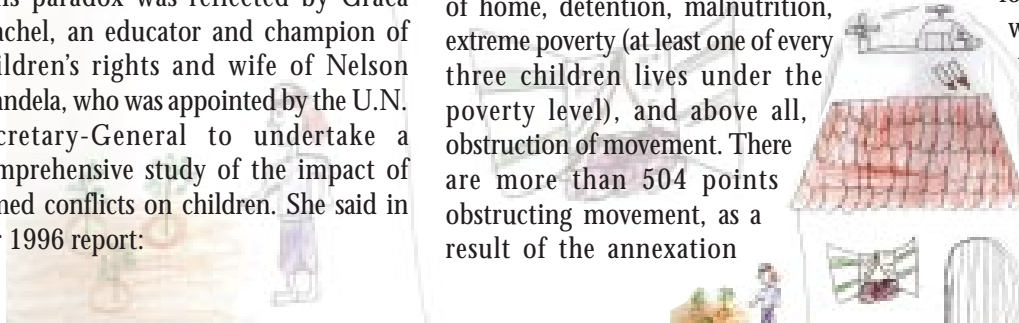 his paradox was reflected by Graca
achel, an educator and champion of
ildren's rights and wife of Nelson
andela, who was appointed by the U.N.
cretary-General to undertake a
mprehensive study of the impact of
med conflicts on children. She said in
1996 report:
of home, detention, malnutrition,
extreme poverty (at least one of every
three children lives under the
poverty level), and above all,
obstruction of movement. There
are more than 504 points
obstructing movement, as a
result of the annexation